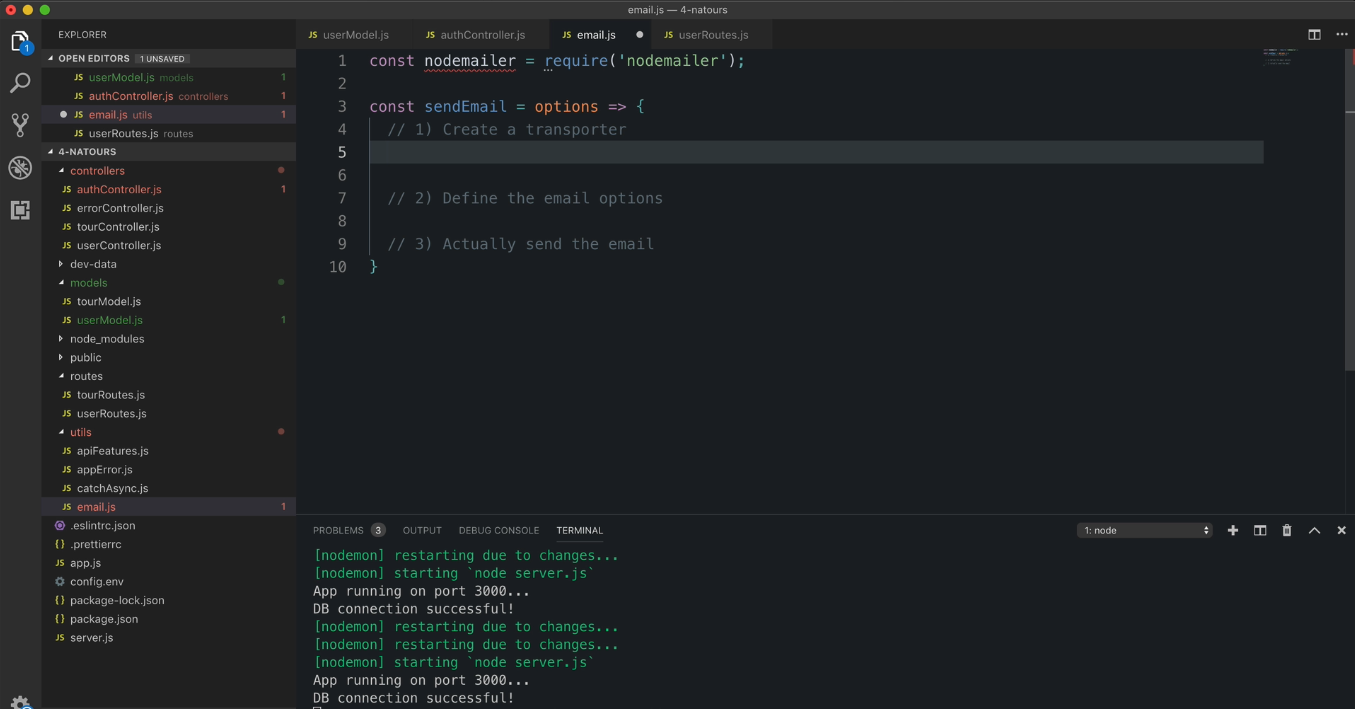 email.js — 4-natours
1
EXPLORER
OPEN EDITORS 1 UNSAVED
JS userModel.js models 1
JS authController.js controllers 1
JS email.js utils 1
JS userRoutes.js routes
4-NATOURS
controllers
JS authController.js 1
JS errorController.js
JS tourController.js
JS userController.js
dev-data
models
JS tourModel.js
JS userModel.js 1
node_modules
public
routes
JS tourRoutes.js
JS userRoutes.js
utils
JS apiFeatures.js
JS appError.js
JS catchAsync.js
JS email.js 1
.eslintrc.json
{ } .prettierrc
JS app.js
config.env
{ } package-lock.json
{ } package.json
JS server.js
JS userModel.js JS authController.js JS email.js JS userRoutes.js
1 const nodemailer = require('nodemailer');
2
3 const sendEmail = options => {
4 // 1) Create a transporter
5
6
7 // 2) Define the email options
8
9 // 3) Actually send the email
10 }
PROBLEMS 3 OUTPUT DEBUG CONSOLE TERMINAL 1: node
[nodemon] restarting due to changes...
[nodemon] starting `node server.js`
App running on port 3000...
DB connection successful!
[nodemon] restarting due to changes...
[nodemon] restarting due to changes...
[nodemon] starting `node server.js`
App running on port 3000...
DB connection successful!